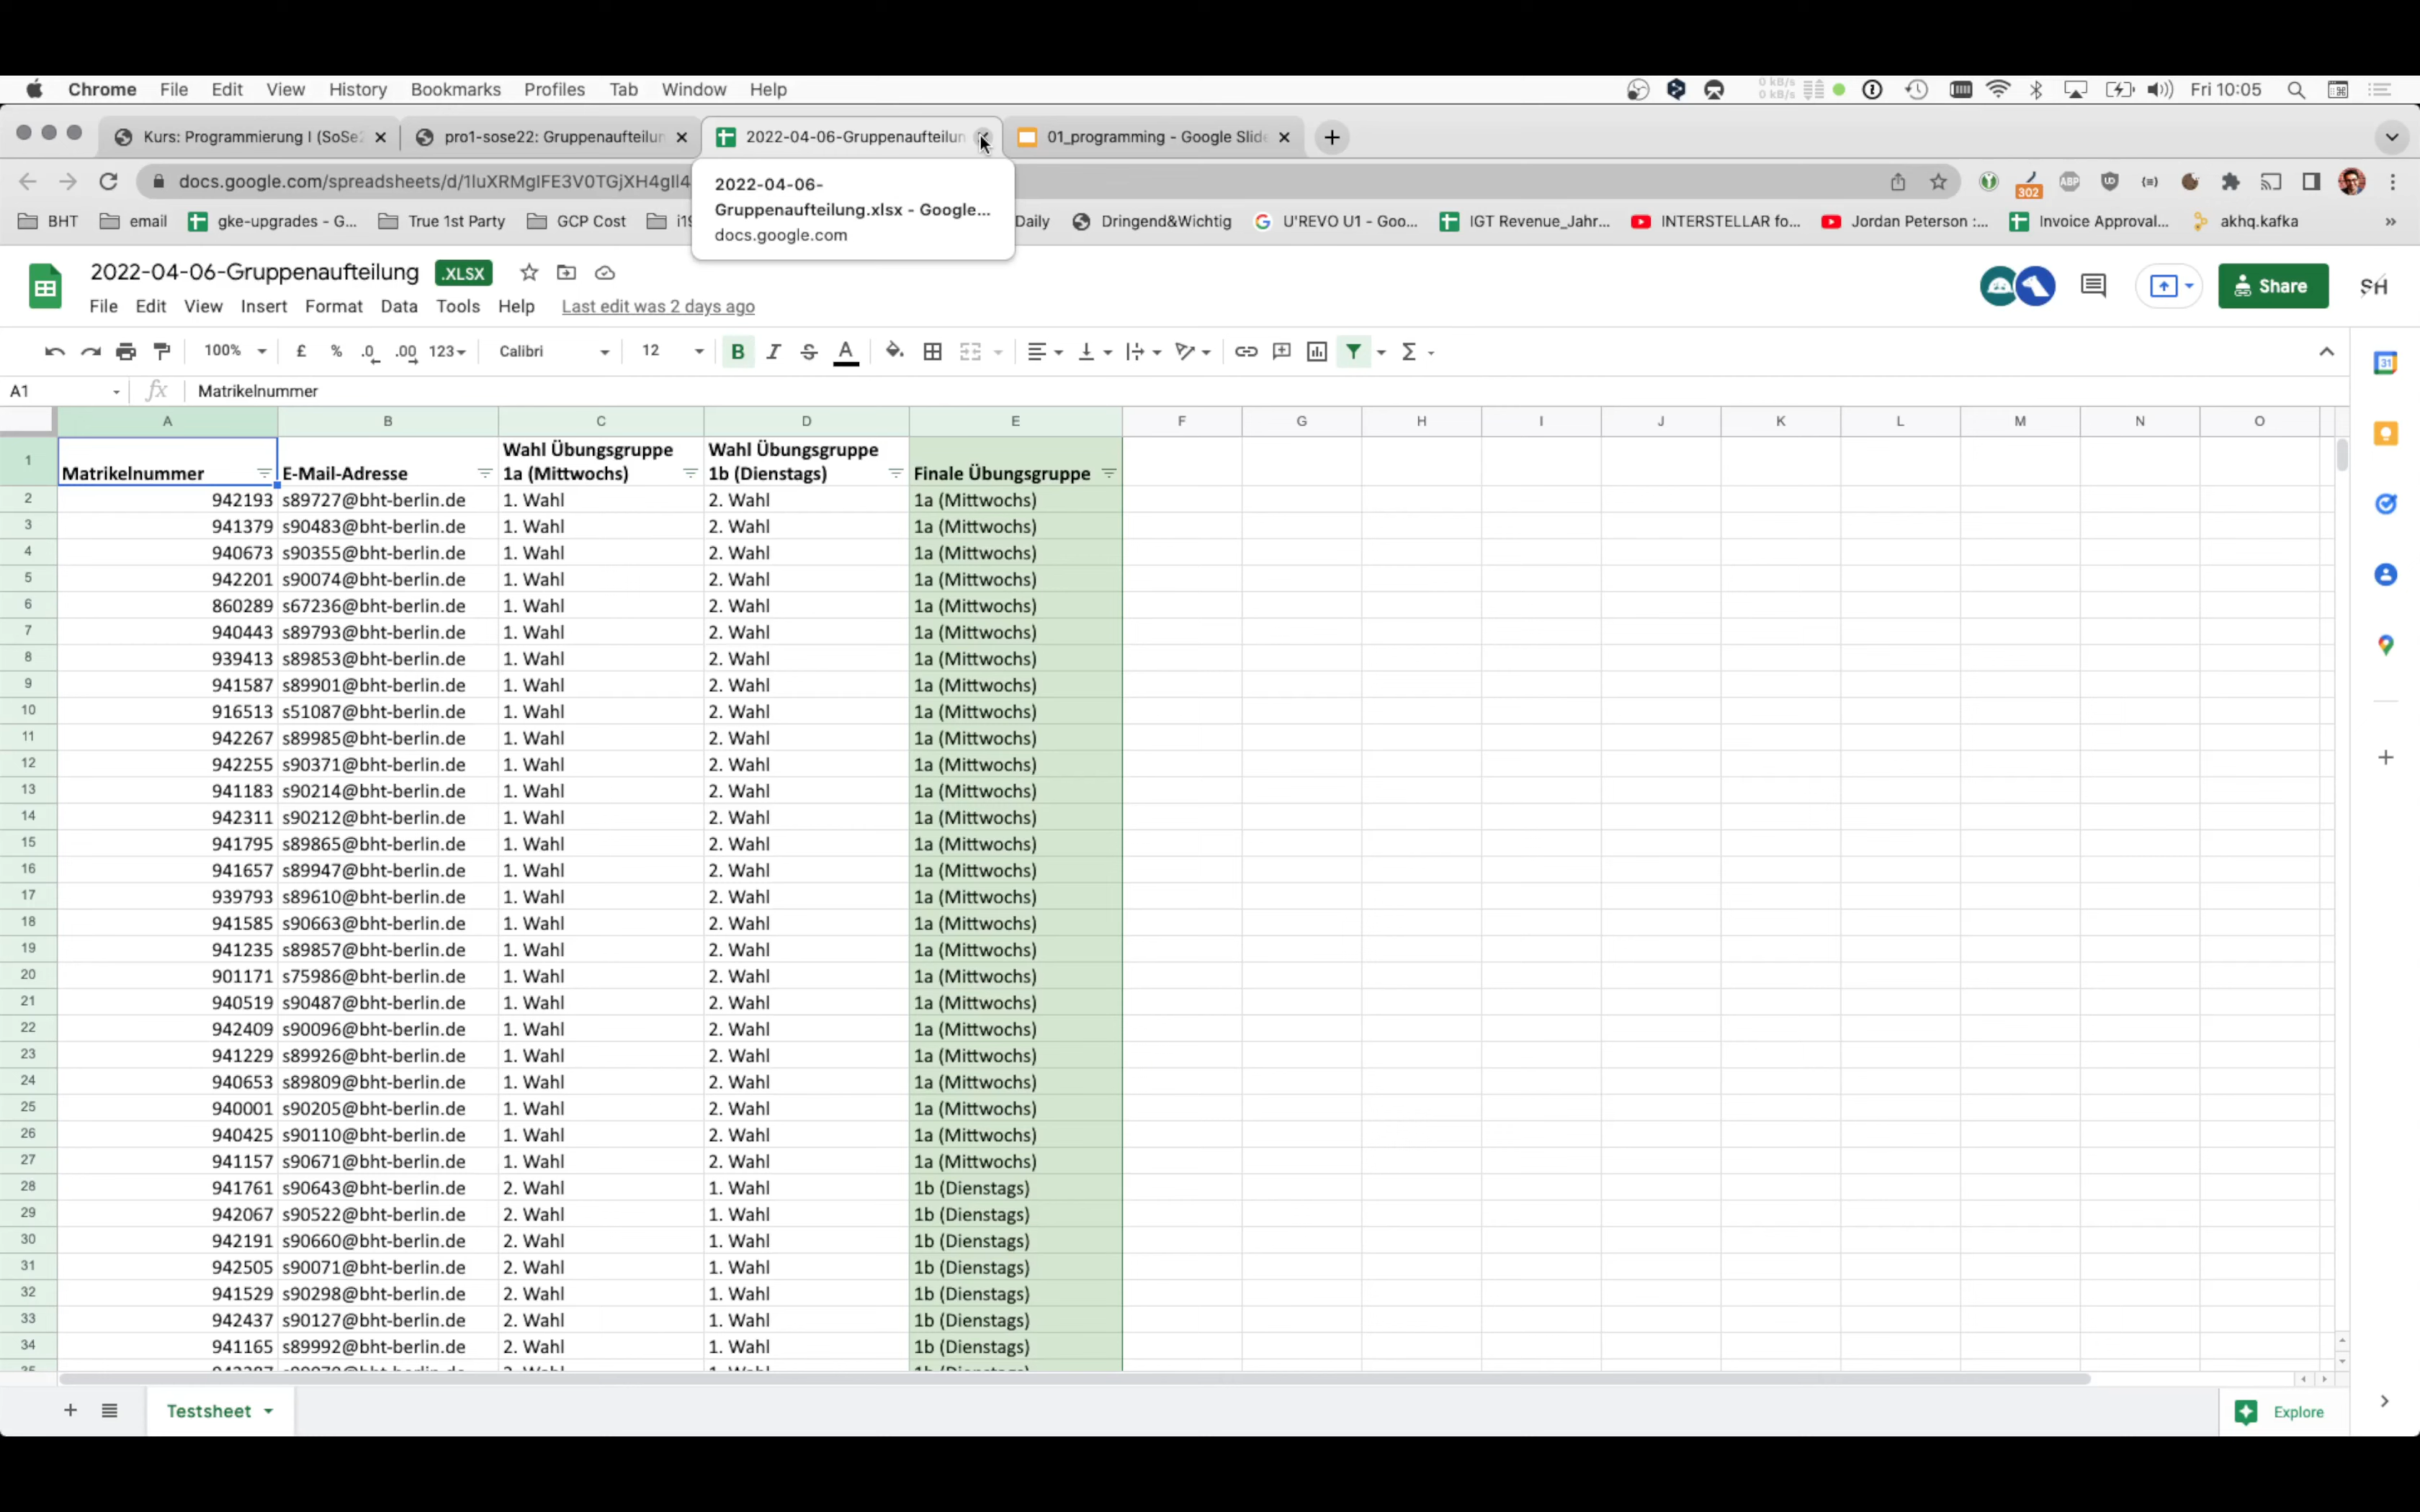 Chrome File Edit View History Bookmarks Profiles Tab Window Help 0 kB/s 0 kB/s Fri 10:05
Kurs: Programmierung I (SoSe2 pro1-sose22: Gruppenaufteilun 2022-04-06-Gruppenaufteilun 01_programming - Google Slide
docs.google.com/spreadsheets/d/1luXRMgIFE3V0TGjXH4gIl4 302 ABP
2022-04-06-
Gruppenaufteilung.xlsx - Google...
docs.google.com
BHT email gke-upgrades - G... True 1st Party GCP Cost i19 Daily Dringend&Wichtig U'REVO U1 - Goo... IGT Revenue_Jahr... INTERSTELLAR fo... Jordan Peterson :... Invoice Approval... akhq.kafka »
2022-04-06-Gruppenaufteilung .XLSX Share
File Edit View Insert Format Data Tools Help Last edit was 2 days ago
100% £ % .0 .00 123 Calibri 12 B I S A Σ
31
A1 fx Matrikelnummer
A B C D E F G H I J K L M N O
1 Matrikelnummer E-Mail-Adresse Wahl Übungsgruppe 1a (Mittwochs) Wahl Übungsgruppe 1b (Dienstags) Finale Übungsgruppe
2 942193 s89727@bht-berlin.de 1. Wahl 2. Wahl 1a (Mittwochs)
3 941379 s90483@bht-berlin.de 1. Wahl 2. Wahl 1a (Mittwochs)
4 940673 s90355@bht-berlin.de 1. Wahl 2. Wahl 1a (Mittwochs)
5 942201 s90074@bht-berlin.de 1. Wahl 2. Wahl 1a (Mittwochs)
6 860289 s67236@bht-berlin.de 1. Wahl 2. Wahl 1a (Mittwochs)
7 940443 s89793@bht-berlin.de 1. Wahl 2. Wahl 1a (Mittwochs)
8 939413 s89853@bht-berlin.de 1. Wahl 2. Wahl 1a (Mittwochs)
9 941587 s89901@bht-berlin.de 1. Wahl 2. Wahl 1a (Mittwochs)
10 916513 s51087@bht-berlin.de 1. Wahl 2. Wahl 1a (Mittwochs)
11 942267 s89985@bht-berlin.de 1. Wahl 2. Wahl 1a (Mittwochs)
12 942255 s90371@bht-berlin.de 1. Wahl 2. Wahl 1a (Mittwochs)
13 941183 s90214@bht-berlin.de 1. Wahl 2. Wahl 1a (Mittwochs)
14 942311 s90212@bht-berlin.de 1. Wahl 2. Wahl 1a (Mittwochs)
15 941795 s89865@bht-berlin.de 1. Wahl 2. Wahl 1a (Mittwochs)
16 941657 s89947@bht-berlin.de 1. Wahl 2. Wahl 1a (Mittwochs)
17 939793 s89610@bht-berlin.de 1. Wahl 2. Wahl 1a (Mittwochs)
18 941585 s90663@bht-berlin.de 1. Wahl 2. Wahl 1a (Mittwochs)
19 941235 s89857@bht-berlin.de 1. Wahl 2. Wahl 1a (Mittwochs)
20 901171 s75986@bht-berlin.de 1. Wahl 2. Wahl 1a (Mittwochs)
21 940519 s90487@bht-berlin.de 1. Wahl 2. Wahl 1a (Mittwochs)
22 942409 s90096@bht-berlin.de 1. Wahl 2. Wahl 1a (Mittwochs)
23 941229 s89926@bht-berlin.de 1. Wahl 2. Wahl 1a (Mittwochs)
24 940653 s89809@bht-berlin.de 1. Wahl 2. Wahl 1a (Mittwochs)
25 940001 s90205@bht-berlin.de 1. Wahl 2. Wahl 1a (Mittwochs)
26 940425 s90110@bht-berlin.de 1. Wahl 2. Wahl 1a (Mittwochs)
27 941157 s90671@bht-berlin.de 1. Wahl 2. Wahl 1a (Mittwochs)
28 941761 s90643@bht-berlin.de 2. Wahl 1. Wahl 1b (Dienstags)
29 942067 s90522@bht-berlin.de 2. Wahl 1. Wahl 1b (Dienstags)
30 942191 s90660@bht-berlin.de 2. Wahl 1. Wahl 1b (Dienstags)
31 942505 s90071@bht-berlin.de 2. Wahl 1. Wahl 1b (Dienstags)
32 941529 s90298@bht-berlin.de 2. Wahl 1. Wahl 1b (Dienstags)
33 942437 s90127@bht-berlin.de 2. Wahl 1. Wahl 1b (Dienstags)
34 941165 s89992@bht-berlin.de 2. Wahl 1. Wahl 1b (Dienstags)
Testsheet Explore